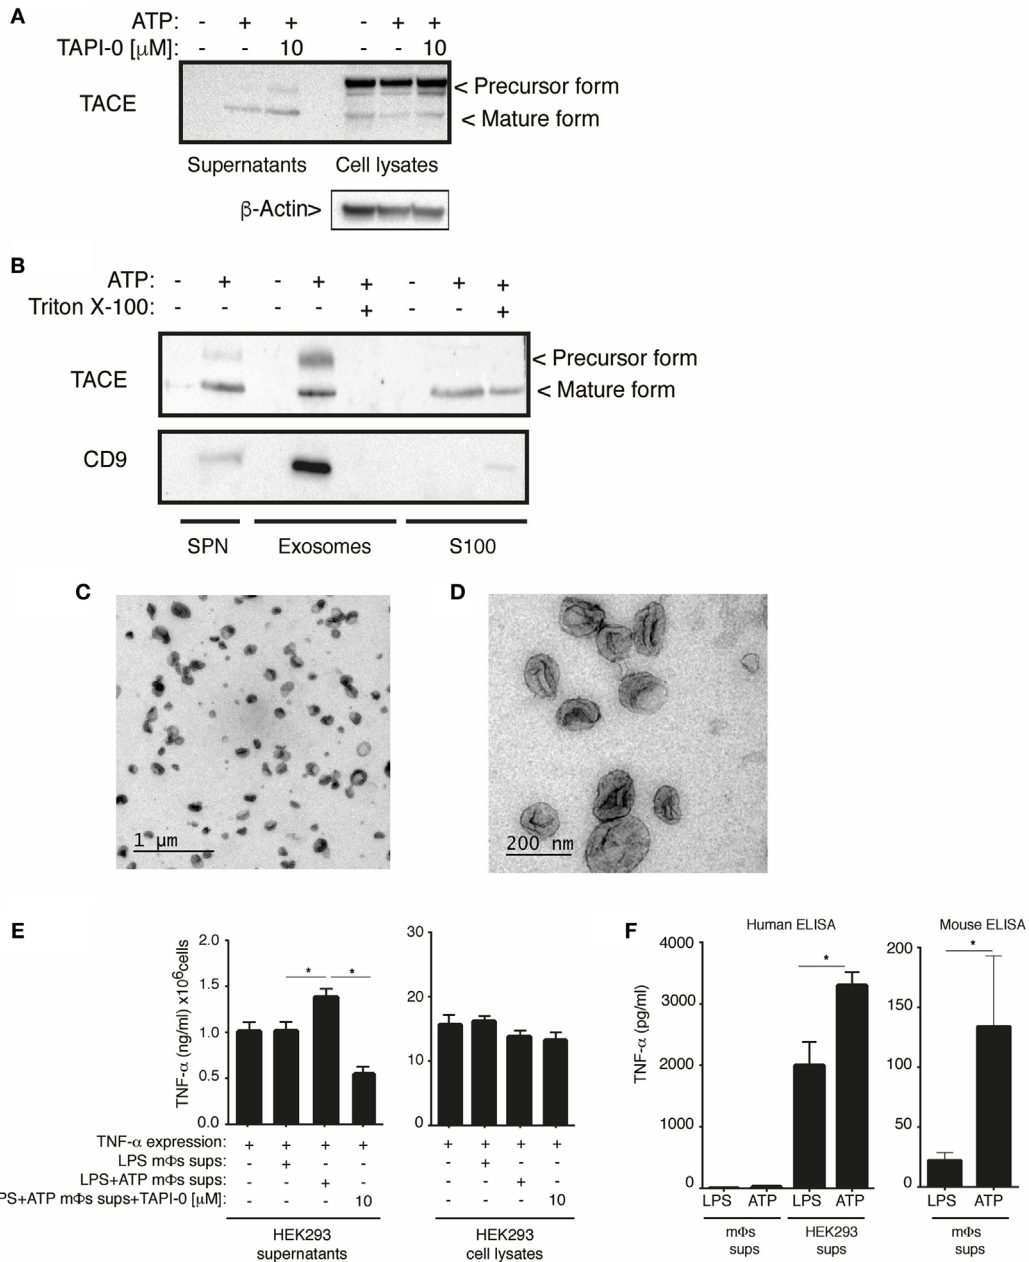 A
ATP: - + + - + +
TAPI-0 [μM]: - - 10 - - 10
TACE
< Precursor form
< Mature form
Supernatants Cell lysates
β-Actin>
B
ATP: - + - + + - + +
Triton X-100: - - - - + - - +
TACE
< Precursor form
< Mature form
CD9
SPN Exosomes S100
C
1 μm
D
200 nm
E
TNF-α (ng/ml) x10⁶cells
2.0
1.5
1.0
0.5
0.0
* *
30
20
10
0
TNF-α expression: + + + + + + + +
LPS mΦs sups: - + - - - + - -
LPS+ATP mΦs sups: - - + - - - + -
PS+ATP mΦs sups+TAPI-0 [μM] - - - 10 - - - 10
HEK293
supernatants
HEK293
cell lysates
F
Human ELISA
TNF-α (pg/ml)
4000
3000
2000
1000
0
*
LPS ATP LPS ATP
mΦs
sups
HEK293
sups
Mouse ELISA
200
150
100
50
0
*
LPS ATP
mΦs
sups